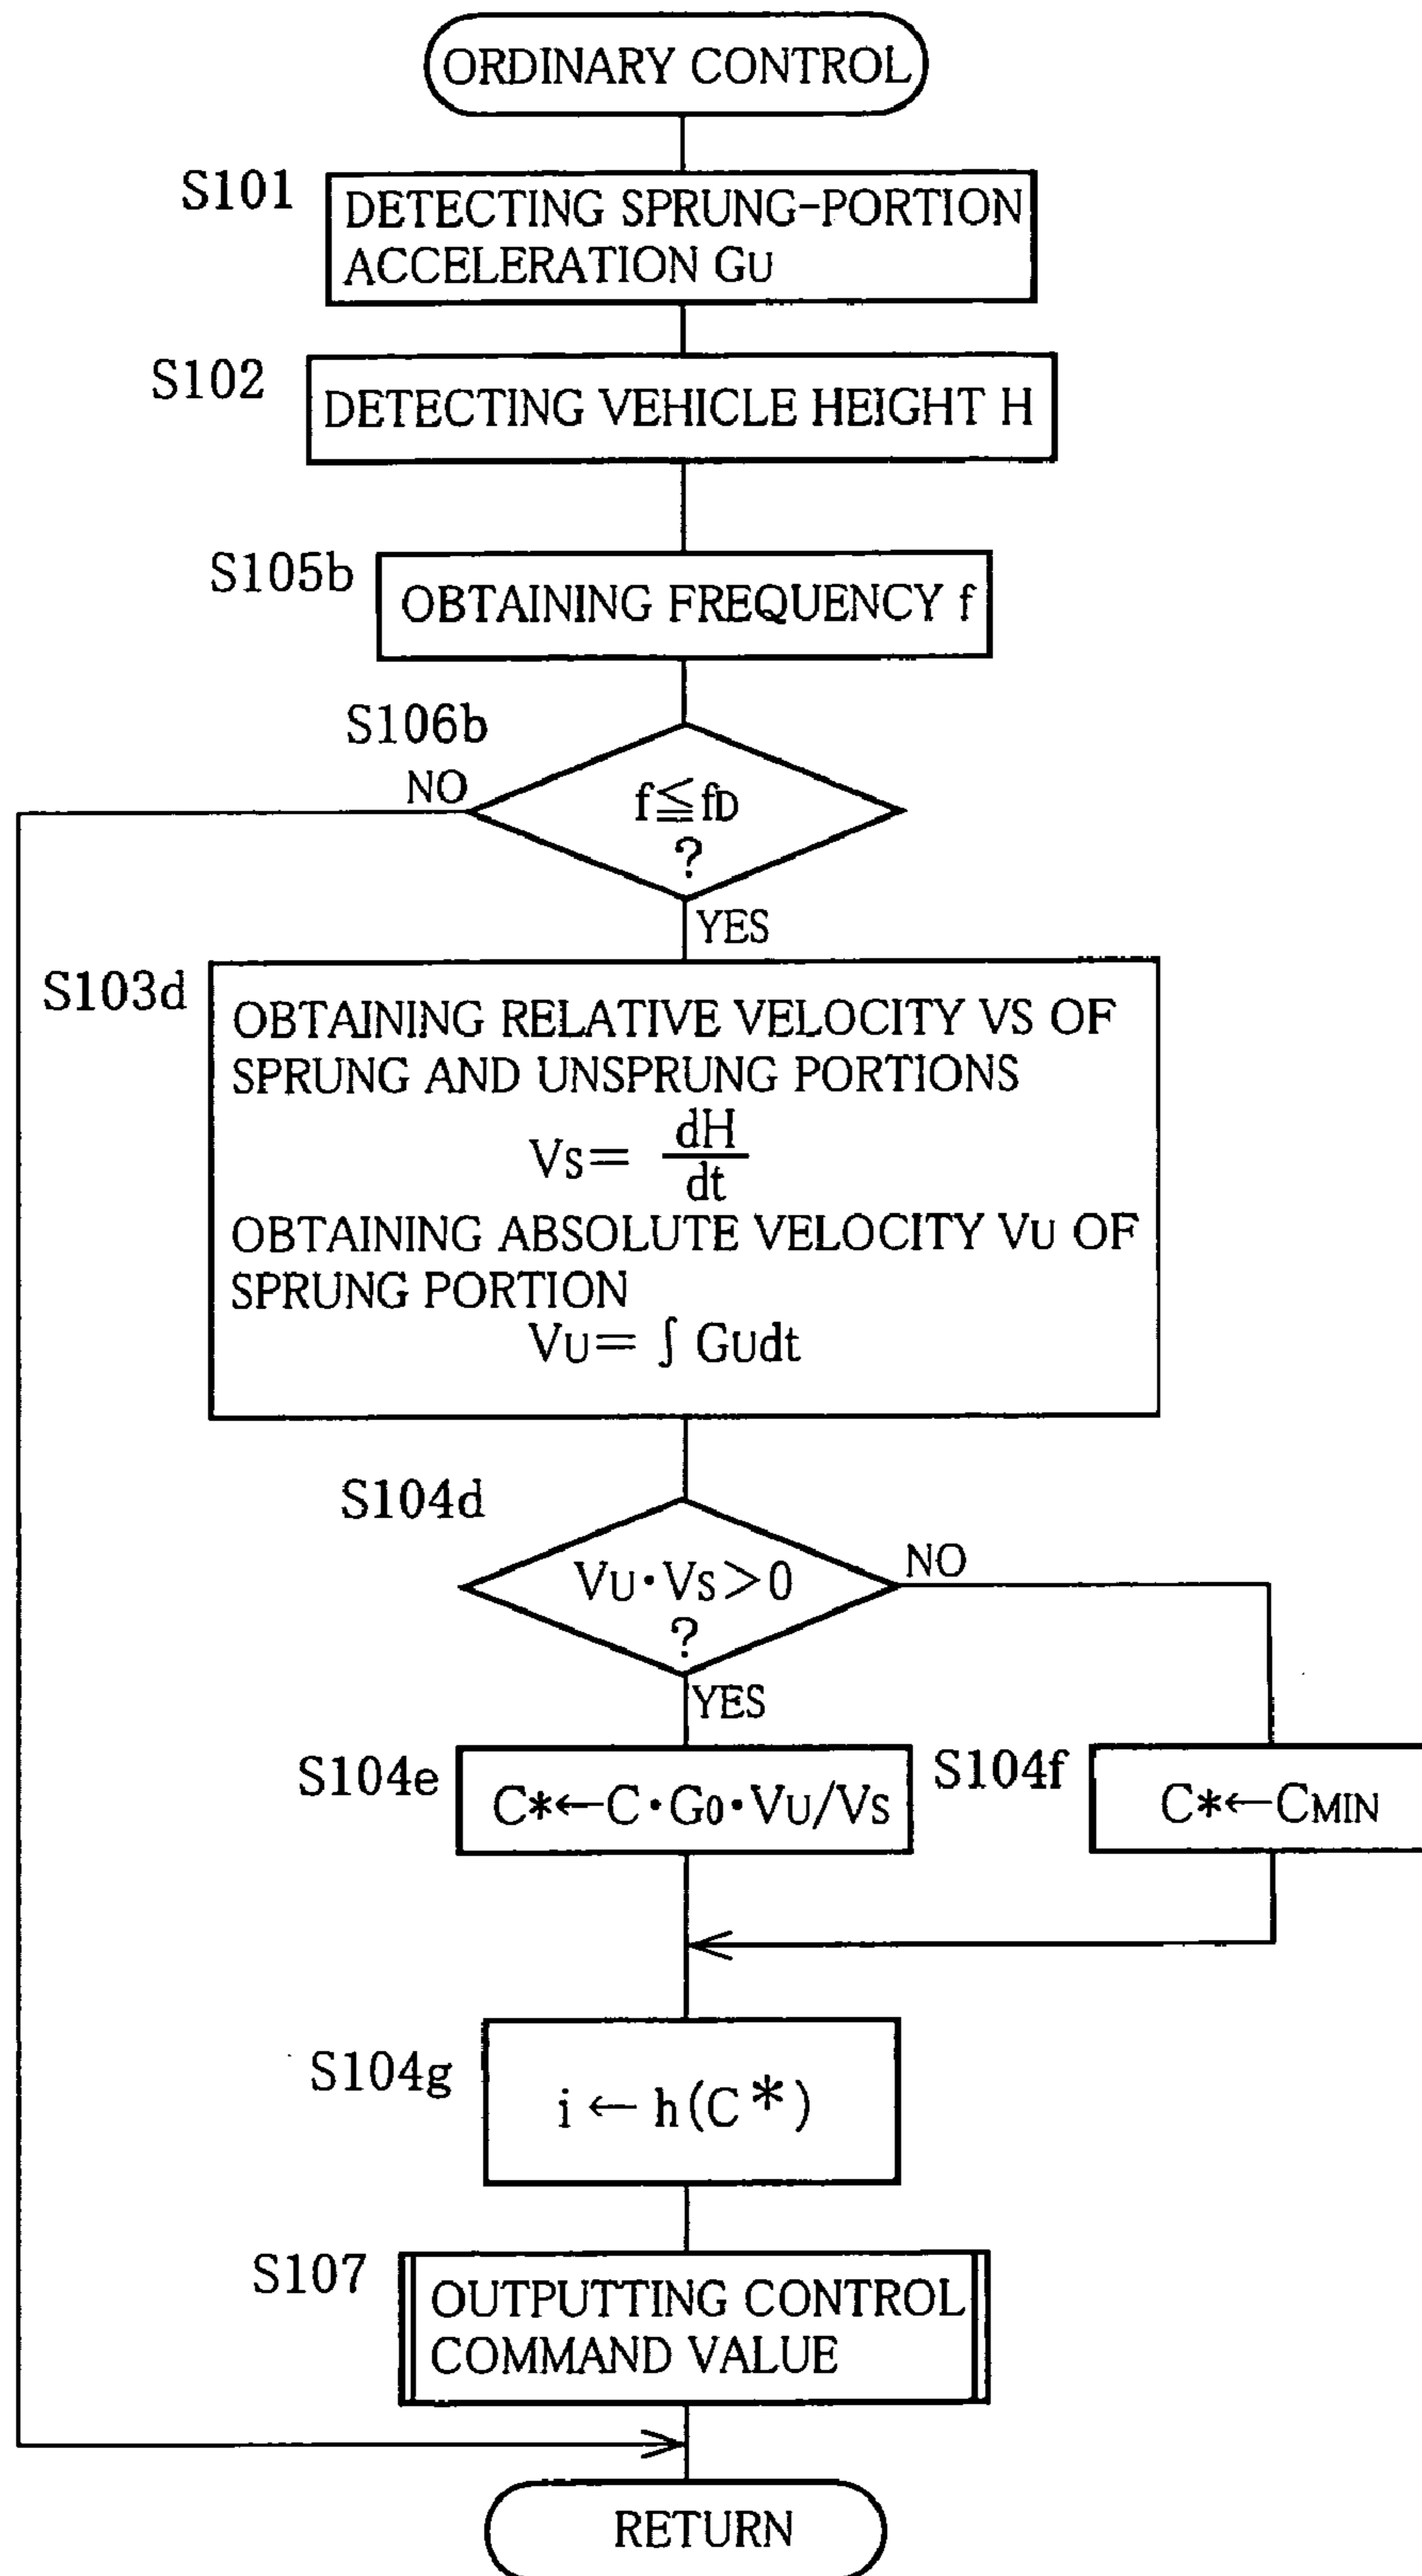 ORDINARY CONTROL
S101
DETECTING SPRUNG-PORTION
ACCELERATION GU
S102
DETECTING VEHICLE HEIGHT H
S105b
OBTAINING FREQUENCY f
S106b
NO
f≦fD
?
YES
S103d
OBTAINING RELATIVE VELOCITY VS OF
SPRUNG AND UNSPRUNG PORTIONS
VS= dH/dt
OBTAINING ABSOLUTE VELOCITY VU OF
SPRUNG PORTION
VU= ∫ GUdt
S104d
VU・VS>0
?
NO
YES
S104e
C*←C・G0・VU/VS
S104f
C*←CMIN
S104g
i ← h(C*)
S107
OUTPUTTING CONTROL
COMMAND VALUE
RETURN